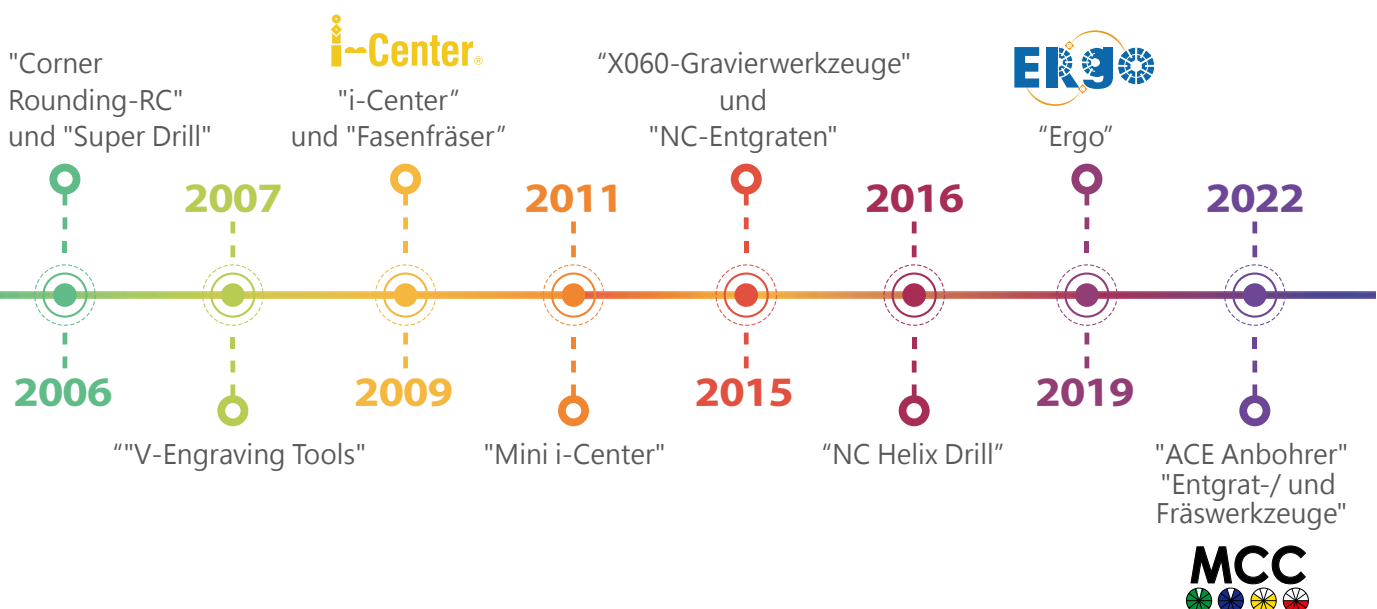 "Corner
Rounding-RC"
und "Super Drill"
2006
2007
""V-Engraving Tools"
i-Center®
"i-Center“
und "Fasenfräser“
2009
2011
"Mini i-Center"
“X060-Gravierwerkzeuge"
und
"NC-Entgraten"
2015
2016
“NC Helix Drill“
ERgo
“Ergo”
2019
2022
"ACE Anbohrer"
"Entgrat-/ und
Fräswerkzeuge"
MCC